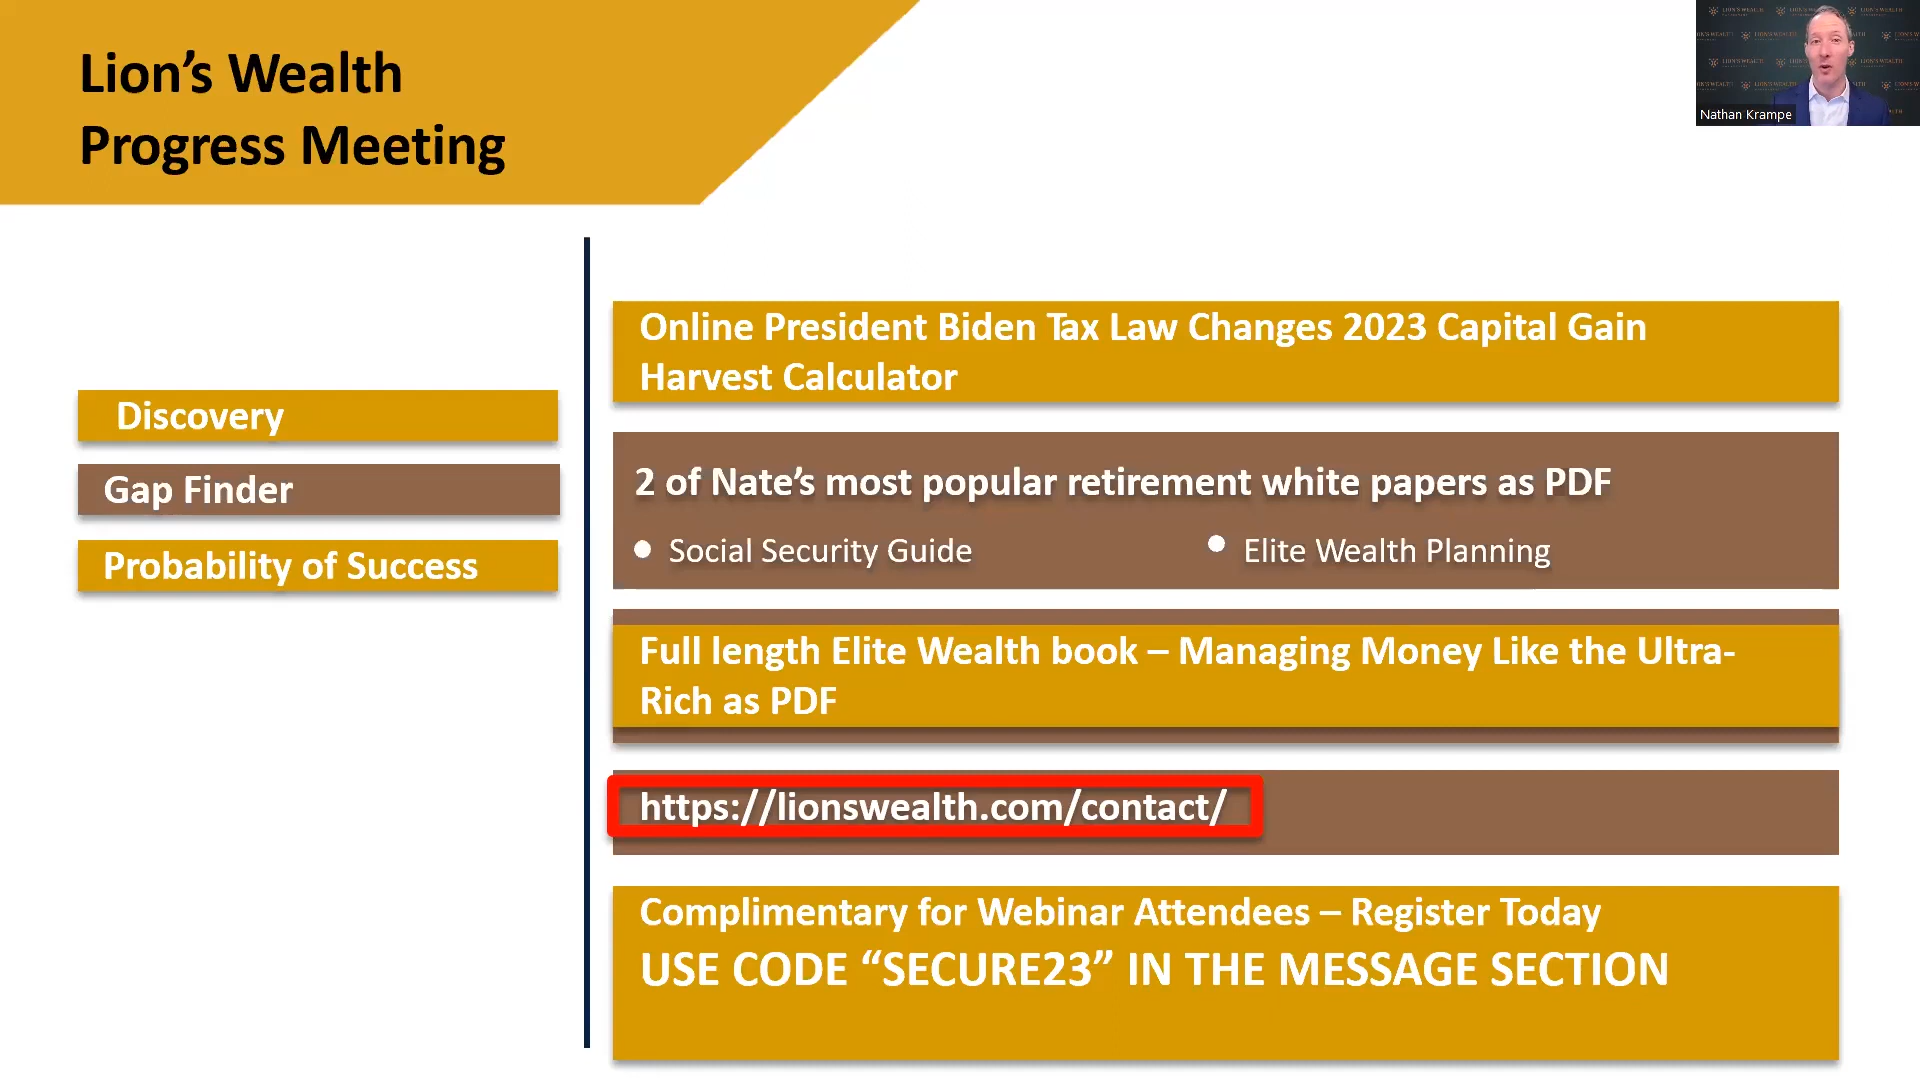 Lion’s Wealth
Progress Meeting
Nathan Krampe
Discovery
Gap Finder
Probability of Success
Online President Biden Tax Law Changes 2023 Capital Gain
Harvest Calculator
2 of Nate’s most popular retirement white papers as PDF
• Social Security Guide
• Elite Wealth Planning
Full length Elite Wealth book – Managing Money Like the Ultra-
Rich as PDF
https://lionswealth.com/contact/
Complimentary for Webinar Attendees – Register Today
USE CODE “SECURE23” IN THE MESSAGE SECTION